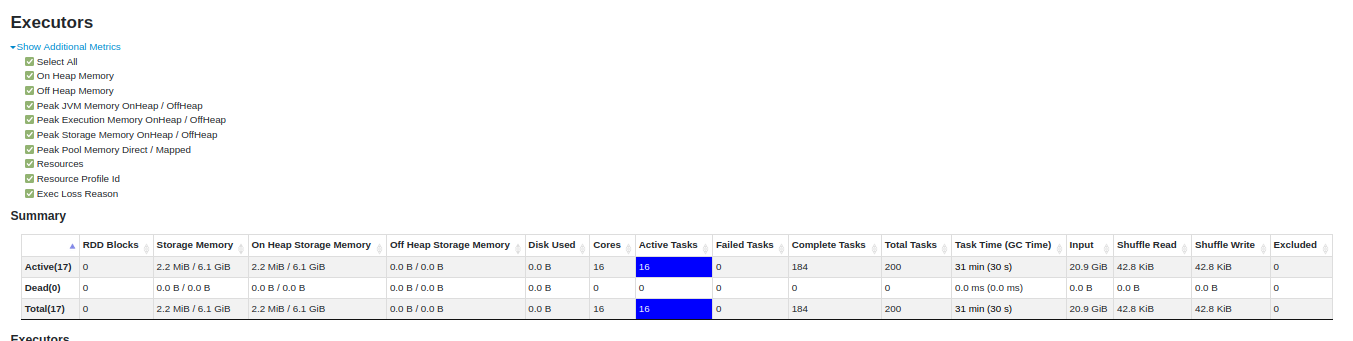 Executors
Show Additional Metrics
Select All
On Heap Memory
Off Heap Memory
Peak JVM Memory OnHeap / OffHeap
Peak Execution Memory OnHeap / OffHeap
Peak Storage Memory OnHeap / OffHeap
Peak Pool Memory Direct / Mapped
Resources
Resource Profile Id
Exec Loss Reason
Summary
RDD Blocks Storage Memory On Heap Storage Memory Off Heap Storage Memory Disk Used Cores Active Tasks Failed Tasks Complete Tasks Total Tasks Task Time (GC Time) Input Shuffle Read Shuffle Write Excluded
Active(17) 0 2.2 MiB / 6.1 GiB 2.2 MiB / 6.1 GiB 0.0 B / 0.0 B 0.0 B 16 16 0 184 200 31 min (30 s) 20.9 GiB 42.8 KiB 42.8 KiB 0
Dead(0) 0 0.0 B / 0.0 B 0.0 B / 0.0 B 0.0 B / 0.0 B 0.0 B 0 0 0 0 0 0.0 ms (0.0 ms) 0.0 B 0.0 B 0.0 B 0
Total(17) 0 2.2 MiB / 6.1 GiB 2.2 MiB / 6.1 GiB 0.0 B / 0.0 B 0.0 B 16 16 0 184 200 31 min (30 s) 20.9 GiB 42.8 KiB 42.8 KiB 0
Executors